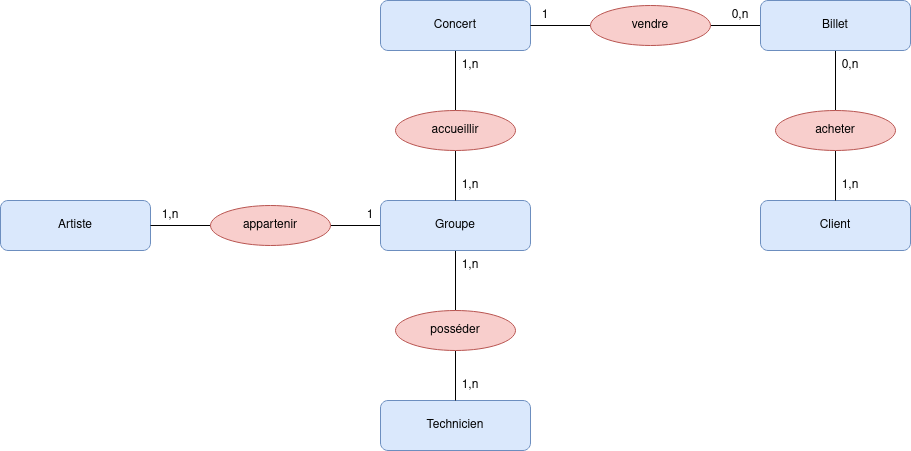 Concert
1
vendre
0,n
Billet
1,n
0,n
accueillir
acheter
1,n
1,n
Artiste
1,n
appartenir
1
Groupe
Client
1,n
posséder
1,n
Technicien